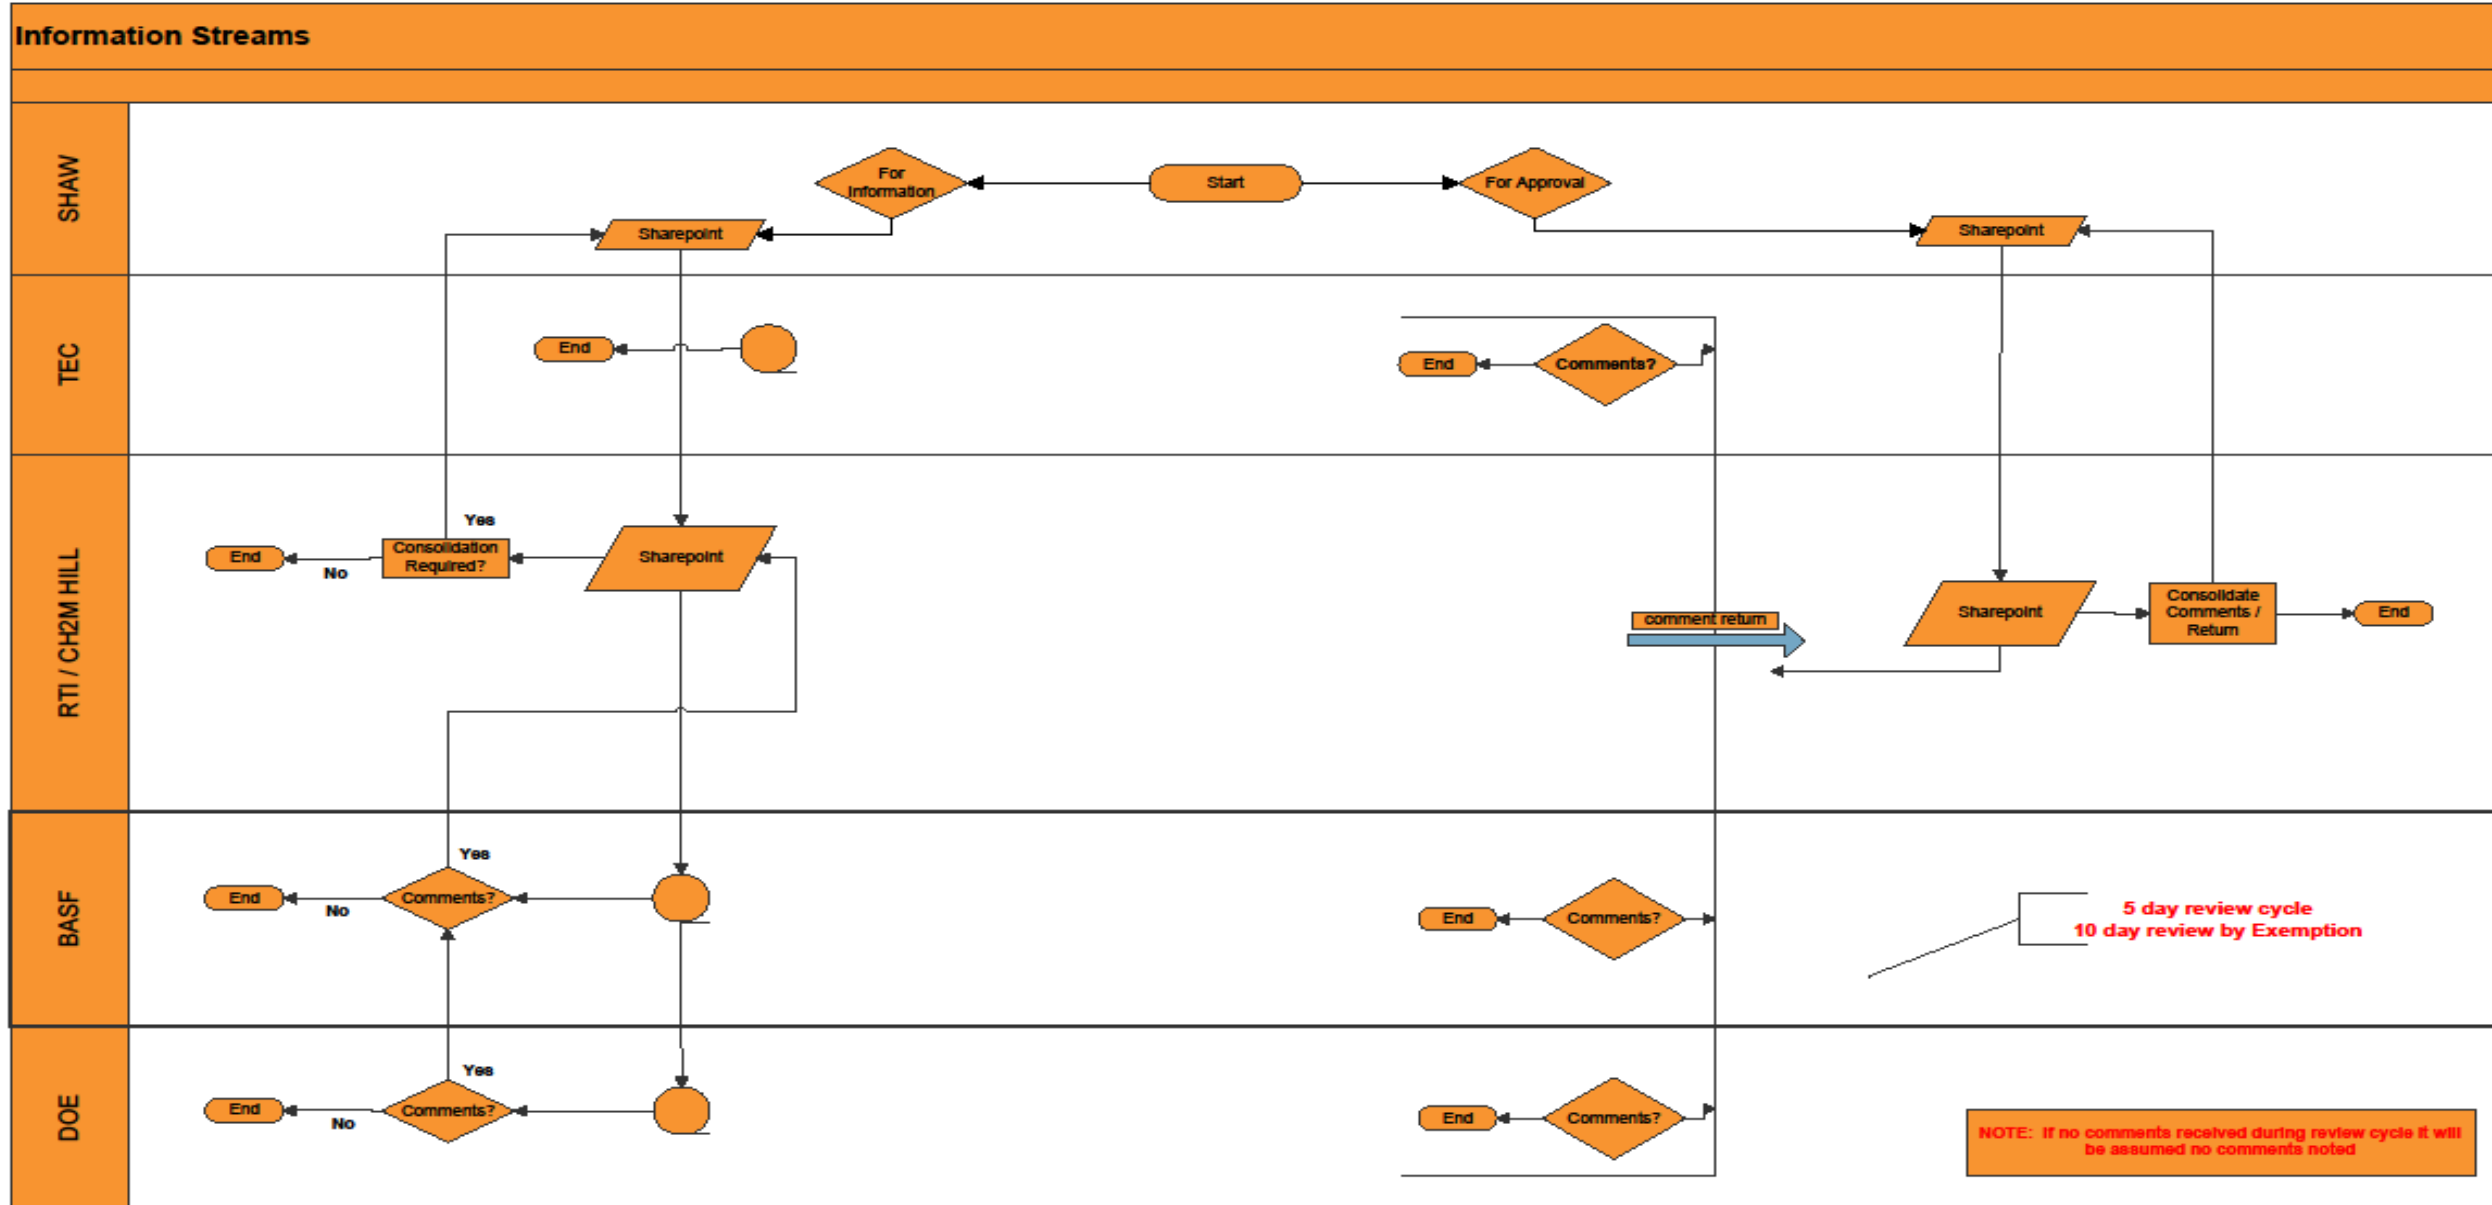 Information Streams
SHAW
For
Information
Start
For Approval
Sharepoint
Sharepoint
TEC
End
End
Comments?
RTI / CH2M HILL
Yes
End
No
Consolidation
Required?
Sharepoint
comment return
Sharepoint
Consolidate
Comments /
Return
End
BASF
Yes
End
No
Comments?
End
Comments?
5 day review cycle
10 day review by Exemption
DOE
Yes
End
No
Comments?
End
Comments?
NOTE: If no comments received during review cycle it will
be assumed no comments noted